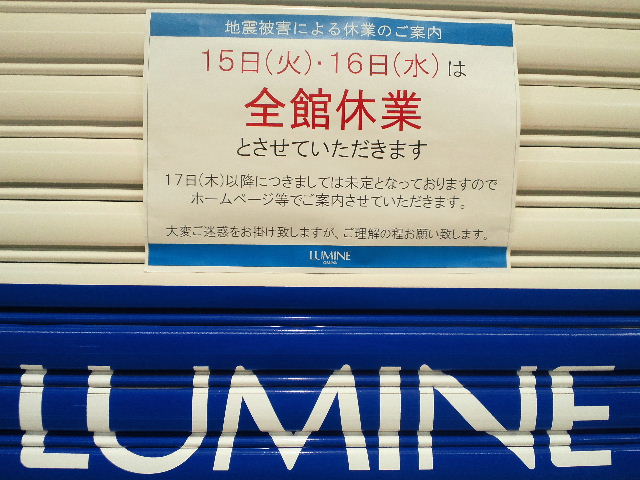 地震被害による休業のご案内
15日(火)・16日(水)は
全館休業
とさせていただきます
17日(木)以降につきましては未定となっておりますので
ホームページ等でご案内させていただきます。
大変ご迷惑をお掛け致しますが、ご理解の程お願い致します。
LUMINE
LUMINE